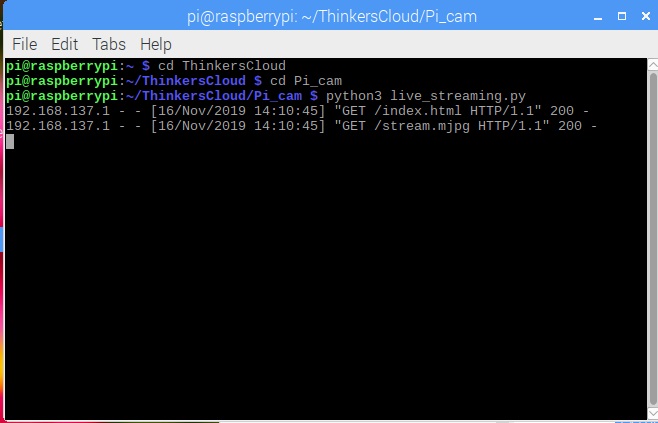 pi@raspberrypi: ~/ThinkersCloud/Pi_cam
File Edit Tabs Help
pi@raspberrypi:~ $ cd ThinkersCloud
pi@raspberrypi:~/ThinkersCloud $ cd Pi_cam
pi@raspberrypi:~/ThinkersCloud/Pi_cam $ python3 live_streaming.py
192.168.137.1 - - [16/Nov/2019 14:10:45] "GET /index.html HTTP/1.1" 200 -
192.168.137.1 - - [16/Nov/2019 14:10:45] "GET /stream.mjpg HTTP/1.1" 200 -